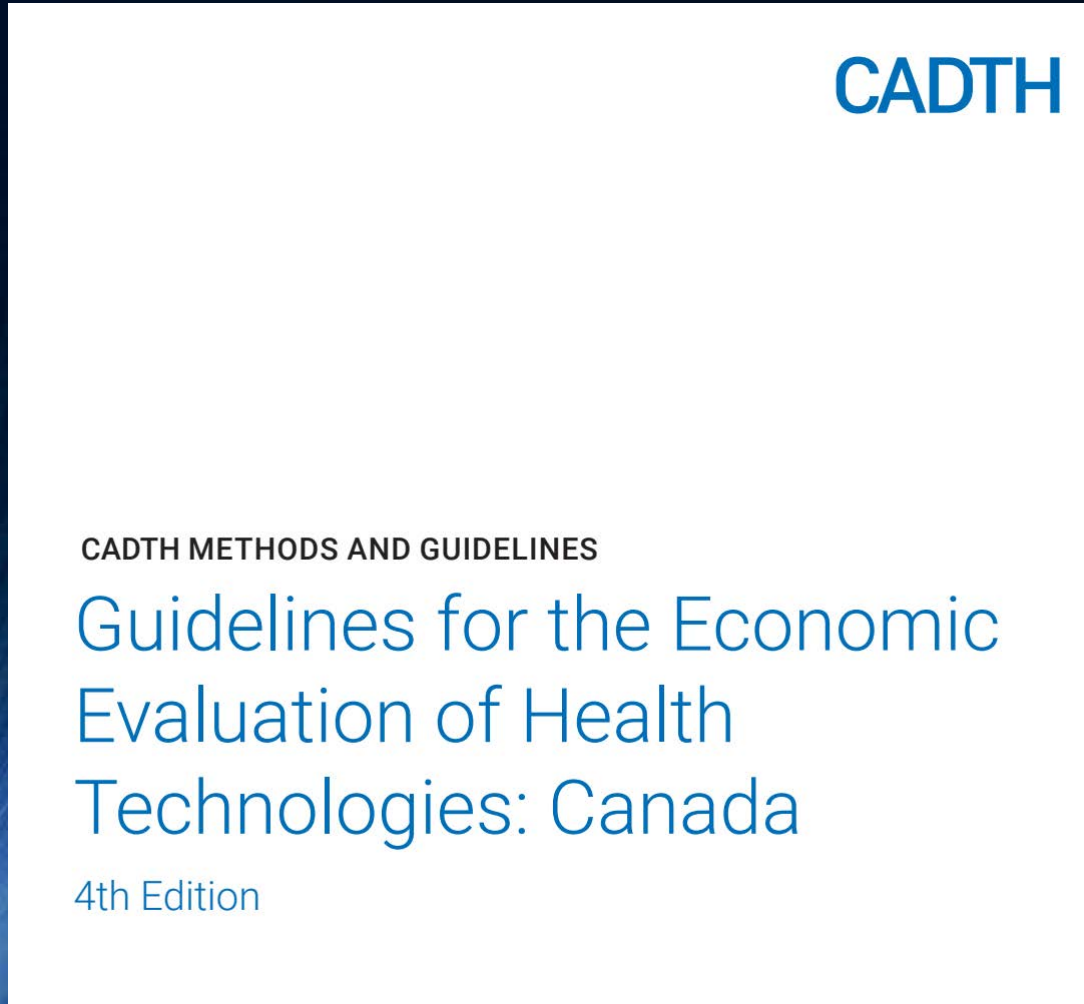 CADTH
CADTH METHODS AND GUIDELINES
Guidelines for the Economic
Evaluation of Health
Technologies: Canada
4th Edition